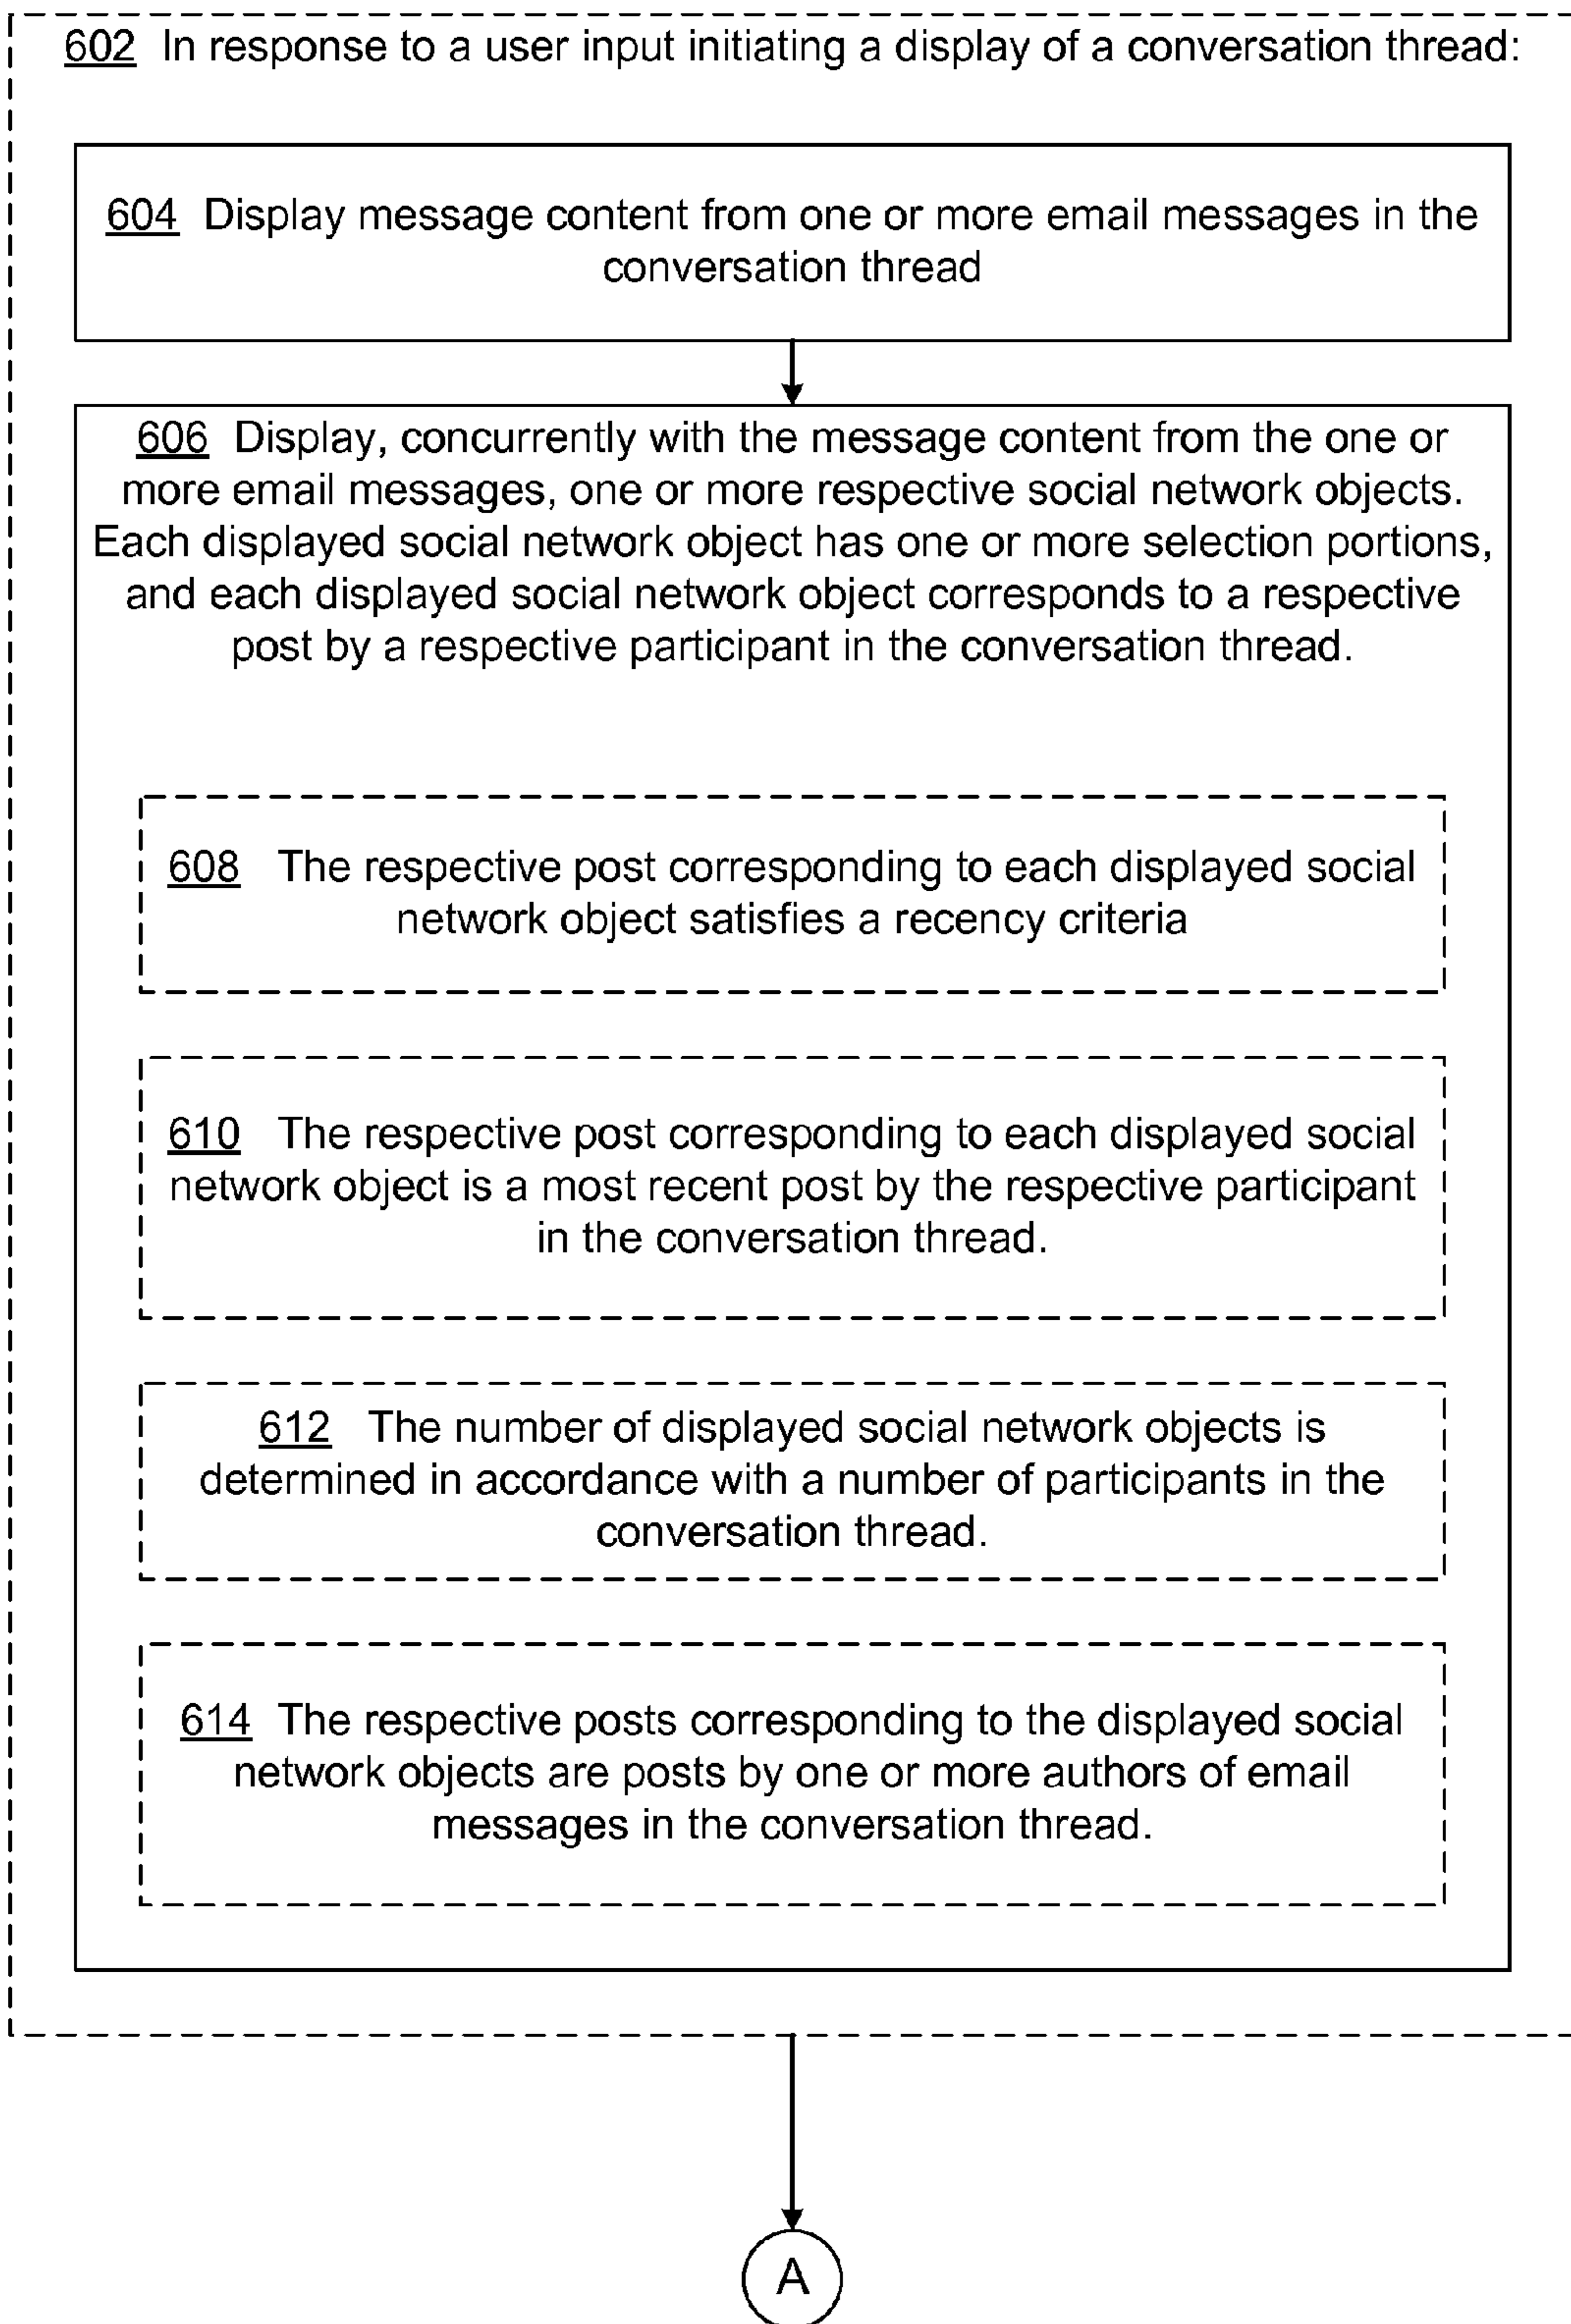 602 In response to a user input initiating a display of a conversation thread:
604 Display message content from one or more email messages in the
conversation thread
606 Display, concurrently with the message content from the one or
more email messages, one or more respective social network objects.
Each displayed social network object has one or more selection portions,
and each displayed social network object corresponds to a respective
post by a respective participant in the conversation thread.
608 The respective post corresponding to each displayed social
network object satisfies a recency criteria
610 The respective post corresponding to each displayed social
network object is a most recent post by the respective participant
in the conversation thread.
612 The number of displayed social network objects is
determined in accordance with a number of participants in the
conversation thread.
614 The respective posts corresponding to the displayed social
network objects are posts by one or more authors of email
messages in the conversation thread.
A